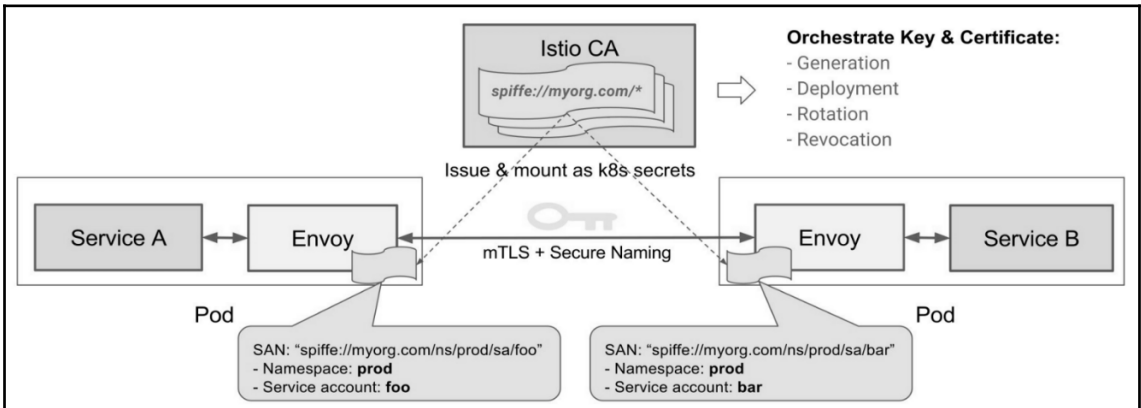 Istio CA
spiffe://myorg.com/*
Orchestrate Key & Certificate:
- Generation
- Deployment
- Rotation
- Revocation
Issue & mount as k8s secrets
Service A
Envoy
mTLS + Secure Naming
Envoy
Service B
Pod
Pod
SAN: “spiffe://myorg.com/ns/prod/sa/foo”
- Namespace: prod
- Service account: foo
SAN: “spiffe://myorg.com/ns/prod/sa/bar”
- Namespace: prod
- Service account: bar